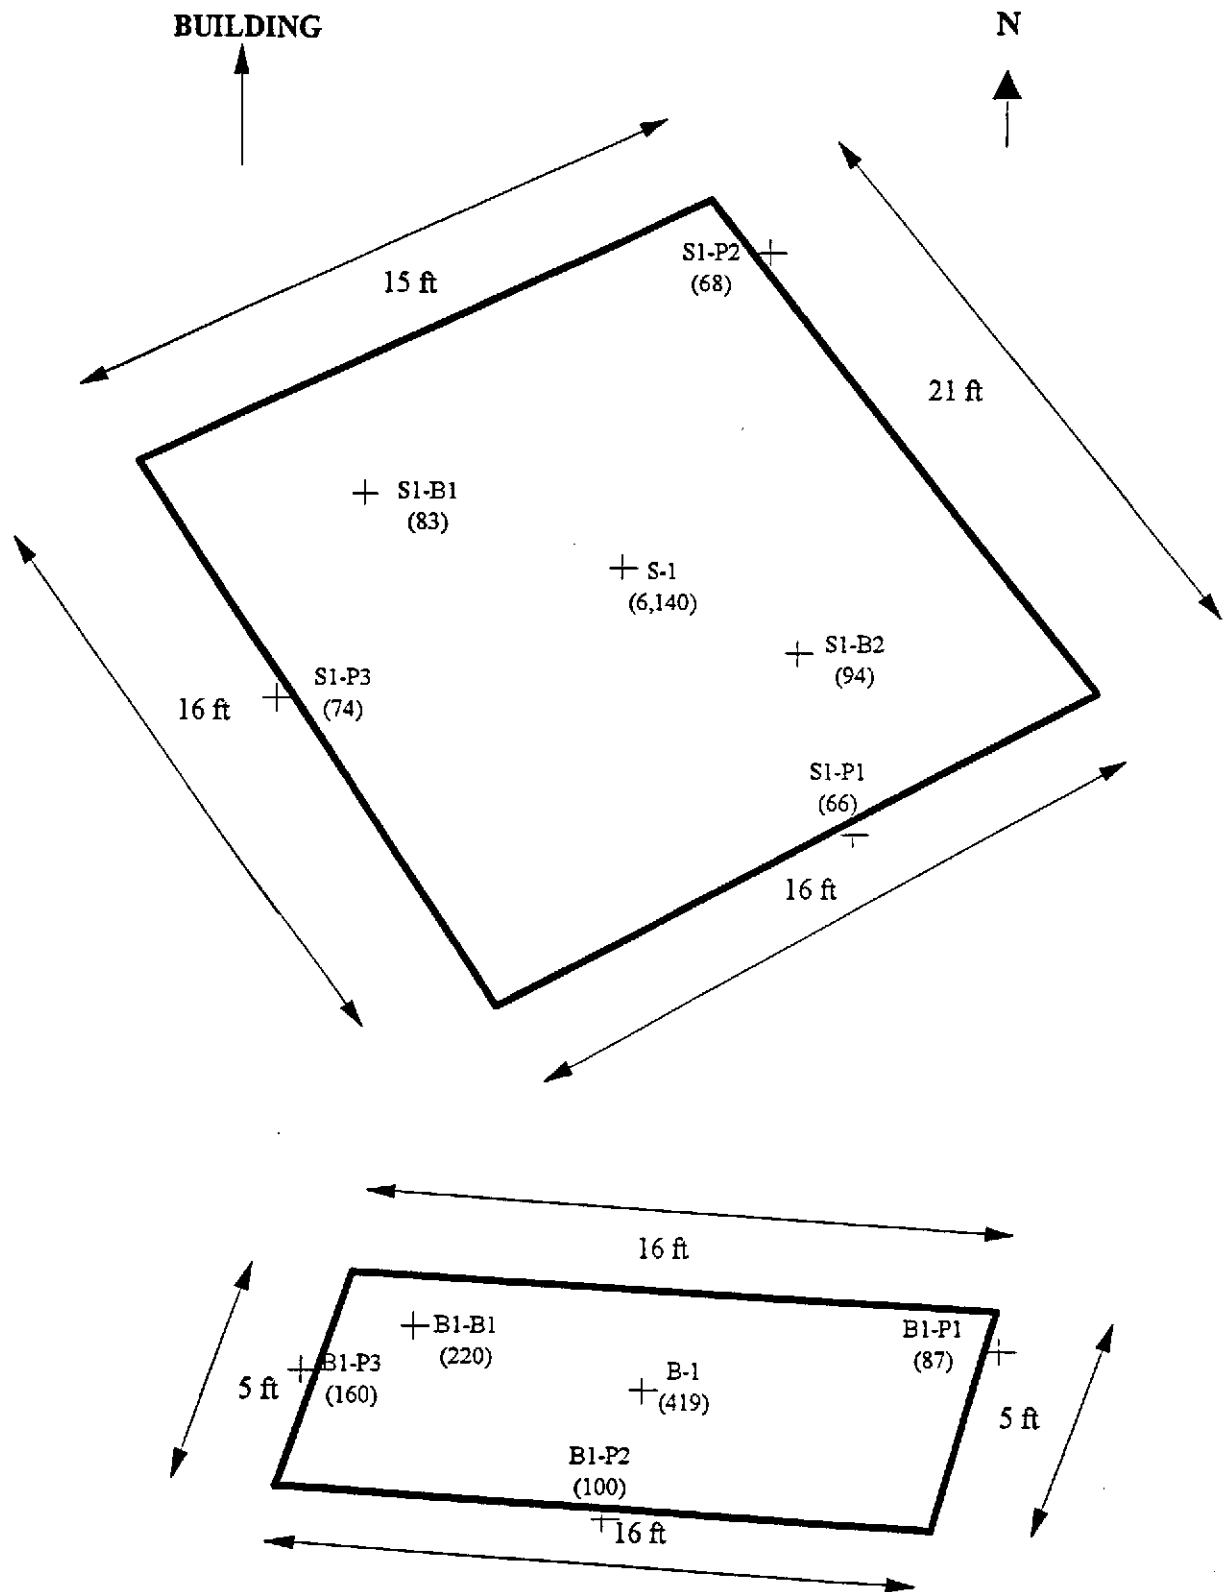 BUILDING
N
15 ft
S1-P2
(68)
21 ft
S1-B1
(83)
S-1
(6,140)
S1-B2
(94)
S1-P3
(74)
16 ft
S1-P1
(66)
16 ft
16 ft
B1-B1
(220)
B1-P1
(87)
B1-P3
(160)
5 ft
B-1
(419)
5 ft
B1-P2
(100)
16 ft